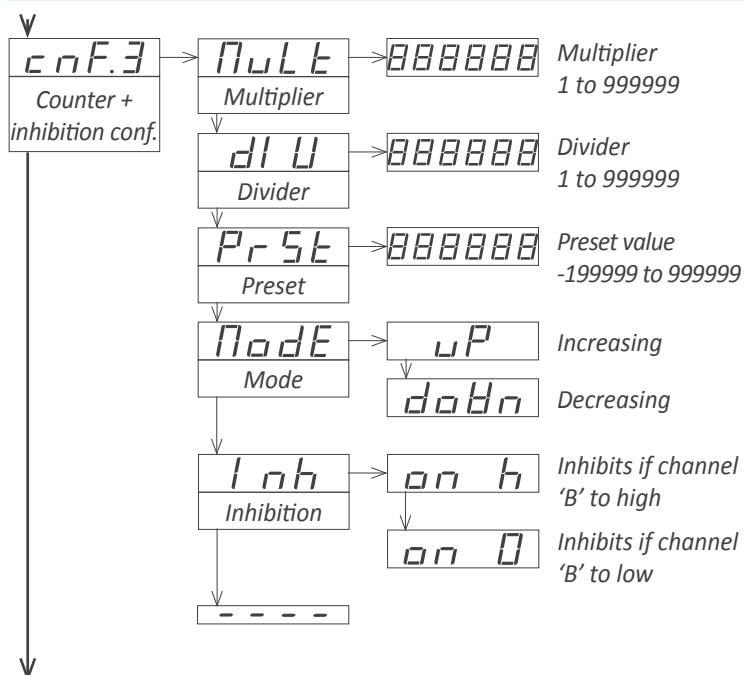 cnF.3
Counter +
inhibition conf.
MuLt
Multiplier
888888
Multiplier
1 to 999999
dIV
Divider
888888
Divider
1 to 999999
PrSt
Preset
888888
Preset value
-199999 to 999999
ModE
Mode
uP
Increasing
doWn
Decreasing
Inh
Inhibition
on h
Inhibits if channel
‘B’ to high
on 0
Inhibits if channel
‘B’ to low
- - - -